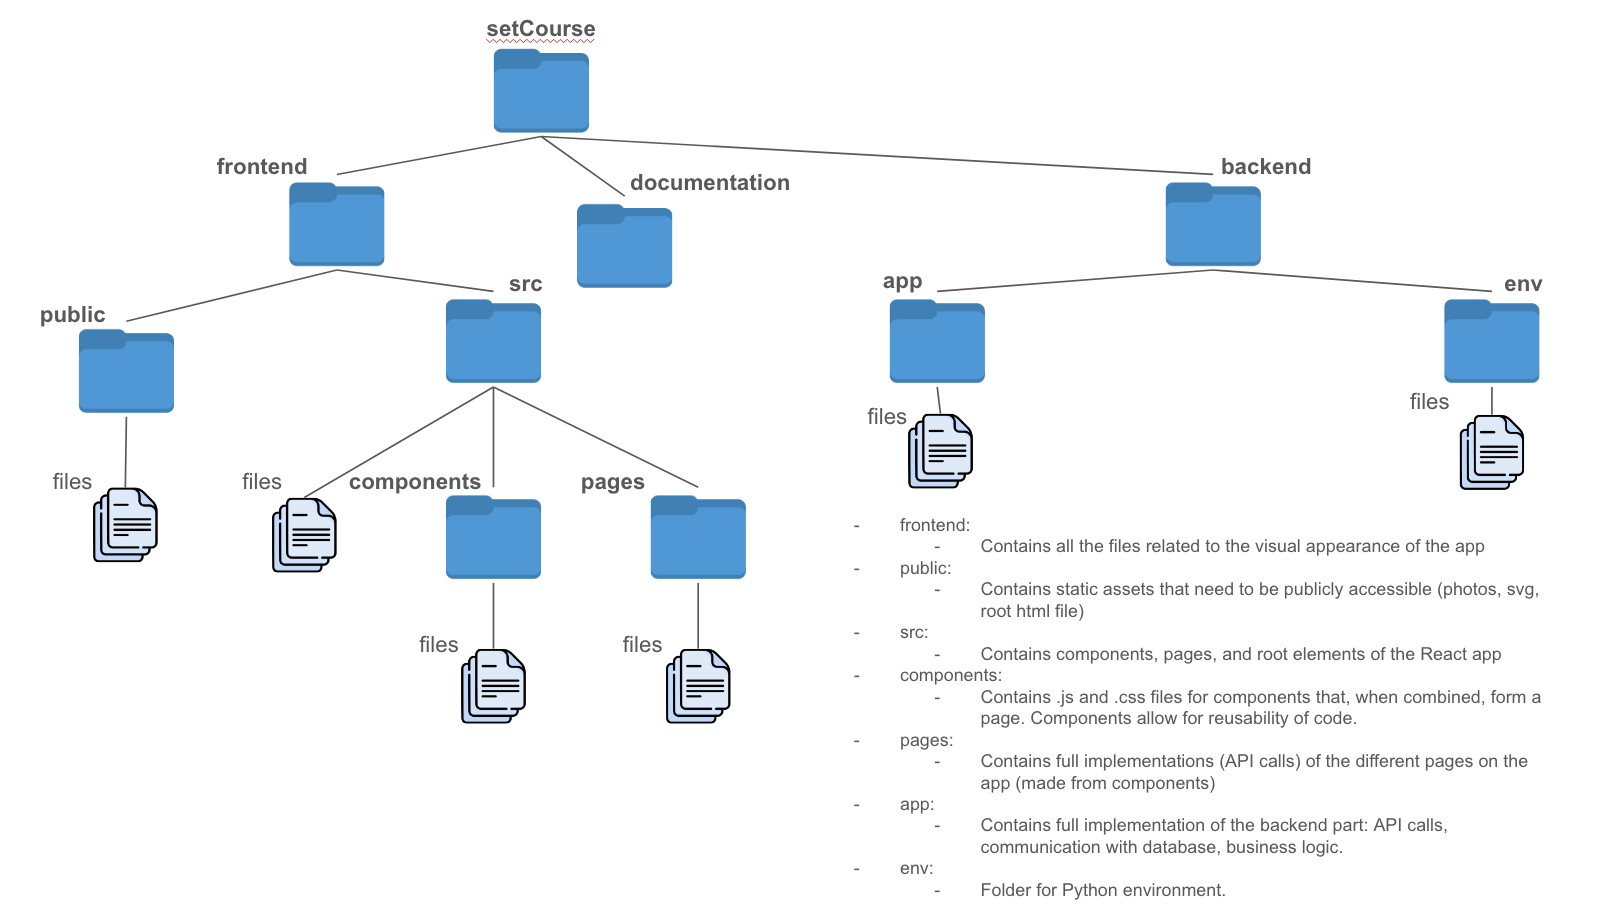 setCourse
frontend
documentation
backend
public
src
app
env
files
files
files
components
pages
files
files
files
- frontend:
- Contains all the files related to the visual appearance of the app
- public:
- Contains static assets that need to be publicly accessible (photos, svg,
root html file)
- src:
- Contains components, pages, and root elements of the React app
- components:
- Contains .js and .css files for components that, when combined, form a
page. Components allow for reusability of code.
- pages:
- Contains full implementations (API calls) of the different pages on the
app (made from components)
- app:
- Contains full implementation of the backend part: API calls,
communication with database, business logic.
- env:
- Folder for Python environment.